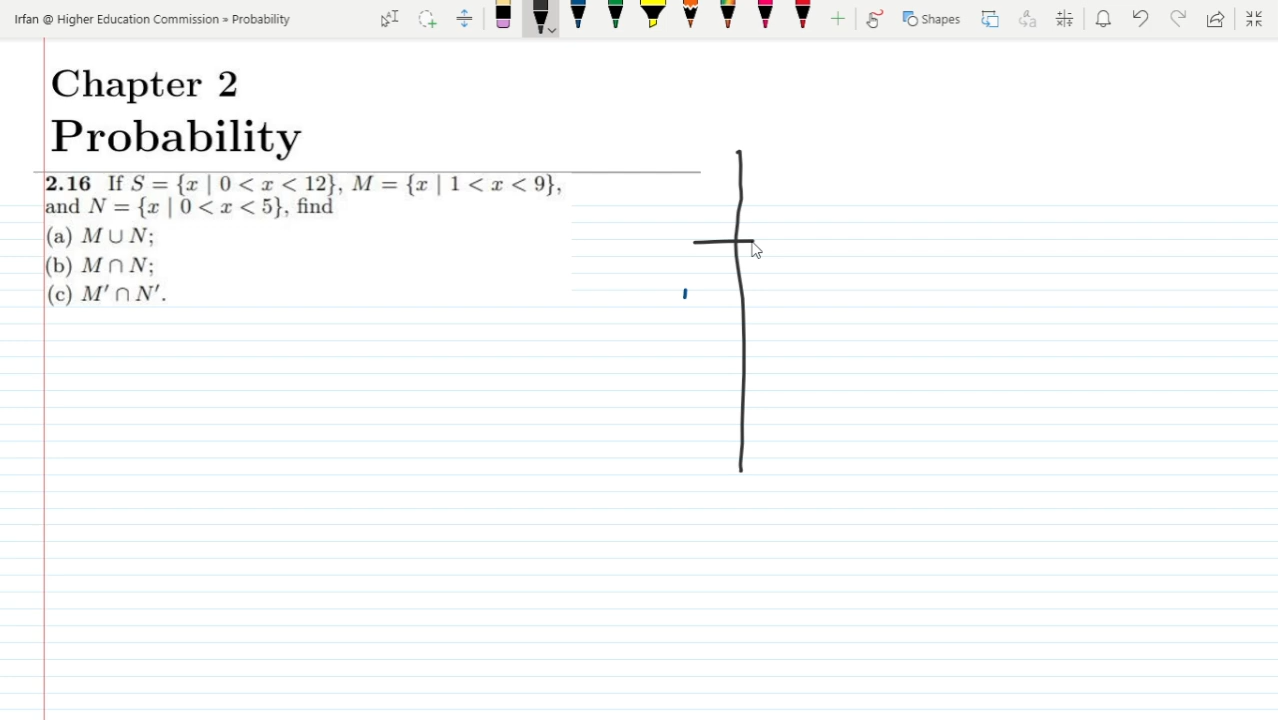 Irfan @ Higher Education Commission » Probability
Shapes
Chapter 2
Probability
2.16 If S = {x | 0 < x < 12}, M = {x | 1 < x < 9},
and N = {x | 0 < x < 5}, find
(a) M ∪ N;
(b) M ∩ N;
(c) M′ ∩ N′.